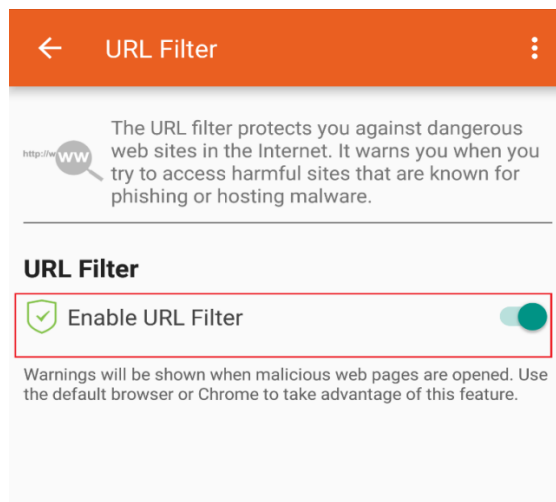 URL Filter
The URL filter protects you against dangerous
http://w ww web sites in the Internet. It warns you when you
try to access harmful sites that are known for
phishing or hosting malware.
URL Filter
Enable URL Filter
Warnings will be shown when malicious web pages are opened. Use
the default browser or Chrome to take advantage of this feature.